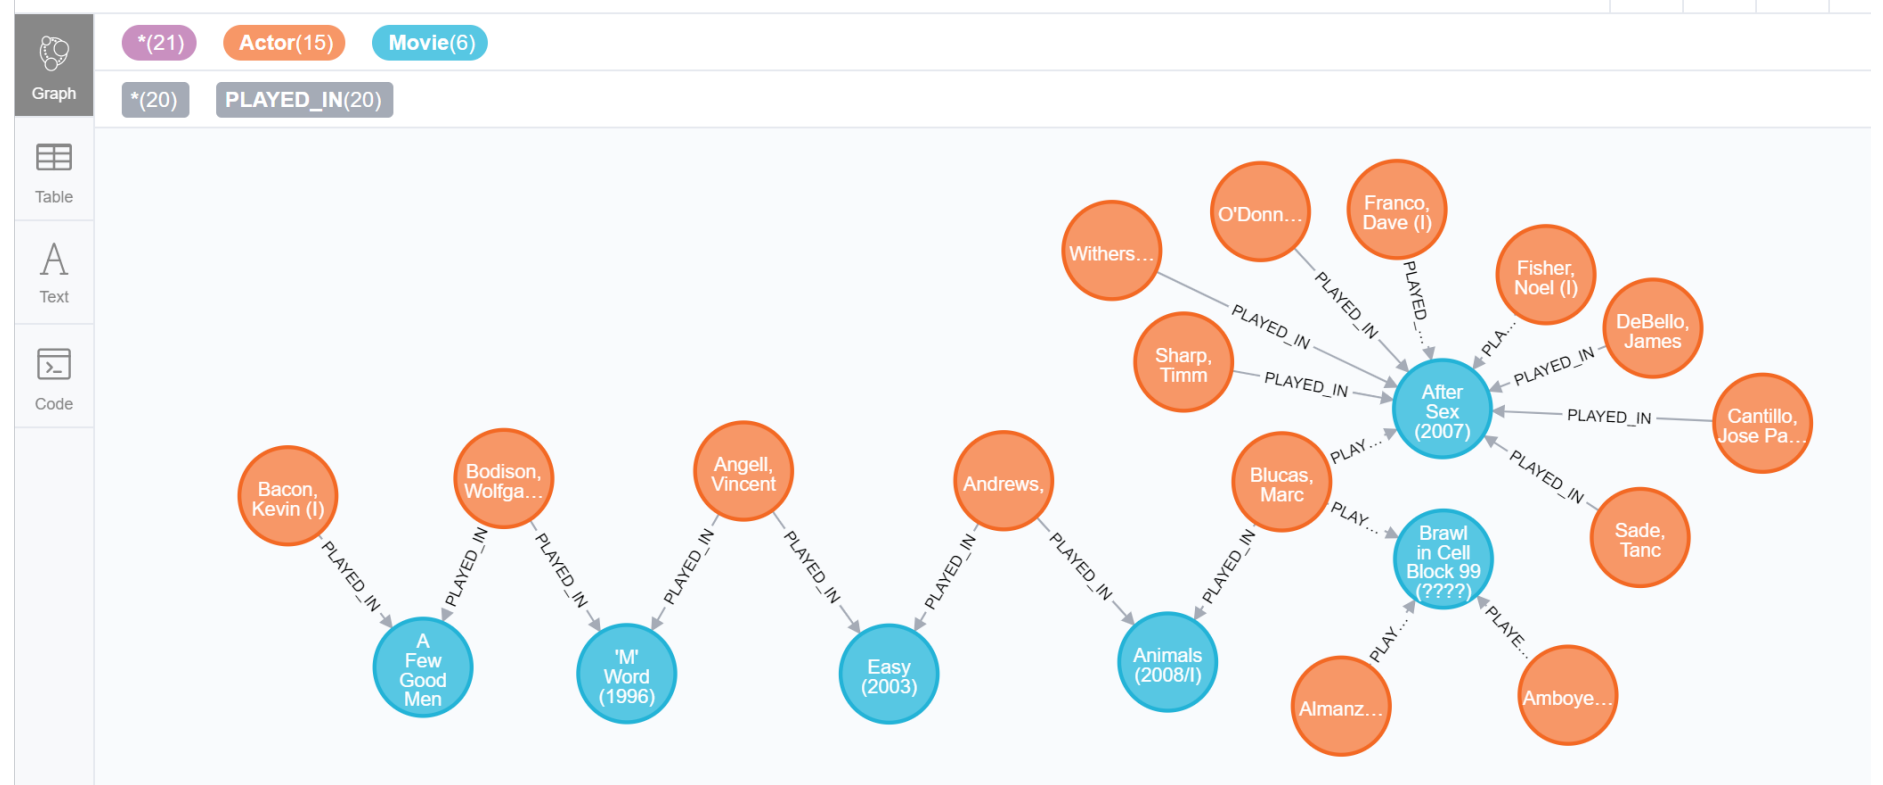 *(21) Actor(15) Movie(6)
*(20) PLAYED_IN(20)
Graph
Table
Text
Code
Withers…
O'Donn…
Franco,
Dave (I)
Fisher,
Noel (I)
DeBello,
James
Cantillo,
Jose Pa…
Sade,
Tanc
Sharp,
Timm
After
Sex
(2007)
PLAYED_IN
PLAYED_IN
PLAYED_…
PLA…
PLAYED_IN
PLAYED_IN
PLAYED_IN
PLAYED_IN
Bacon,
Kevin (I)
Bodison,
Wolfga…
Angell,
Vincent
Andrews,
Blucas,
Marc
PLAY…
PLAY…
PLAYED_IN
PLAYED_IN
PLAYED_IN
PLAYED_IN
PLAYED_IN
PLAYED_IN
PLAYED_IN
PLAYED_IN
Brawl
in Cell
Block 99
(????)
A
Few
Good
Men
'M'
Word
(1996)
Easy
(2003)
Animals
(2008/I)
PLAY…
PLAYE…
Almanz…
Amboye…